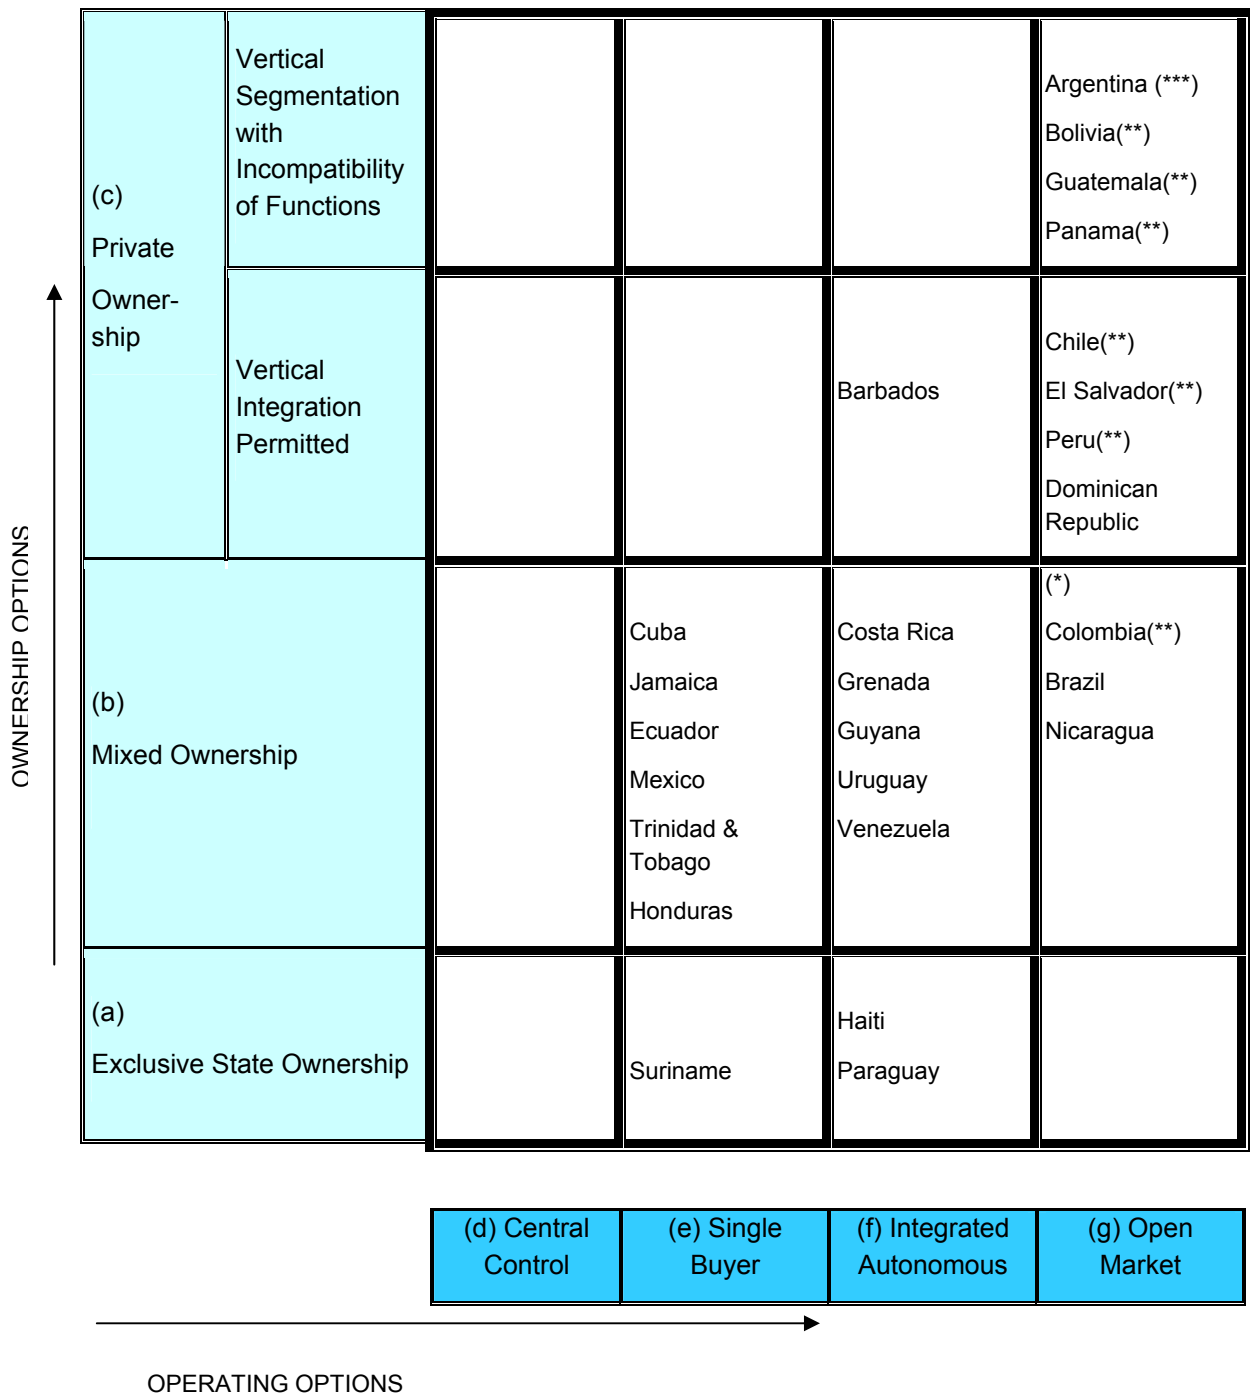 Vertical
Segmentation
with
Incompatibility
of Functions
Argentina (***)
Bolivia(**)
Guatemala(**)
Panama(**)
(c)
Private
Owner-
ship
Vertical
Integration
Permitted
Barbados
Chile(**)
El Salvador(**)
Peru(**)
Dominican
Republic
OWNERSHIP OPTIONS
(b)
Mixed Ownership
Cuba
Jamaica
Ecuador
Mexico
Trinidad &
Tobago
Honduras
Costa Rica
Grenada
Guyana
Uruguay
Venezuela
(*)
Colombia(**)
Brazil
Nicaragua
(a)
Exclusive State Ownership
Suriname
Haiti
Paraguay
(d) Central
Control
(e) Single
Buyer
(f) Integrated
Autonomous
(g) Open
Market
OPERATING OPTIONS